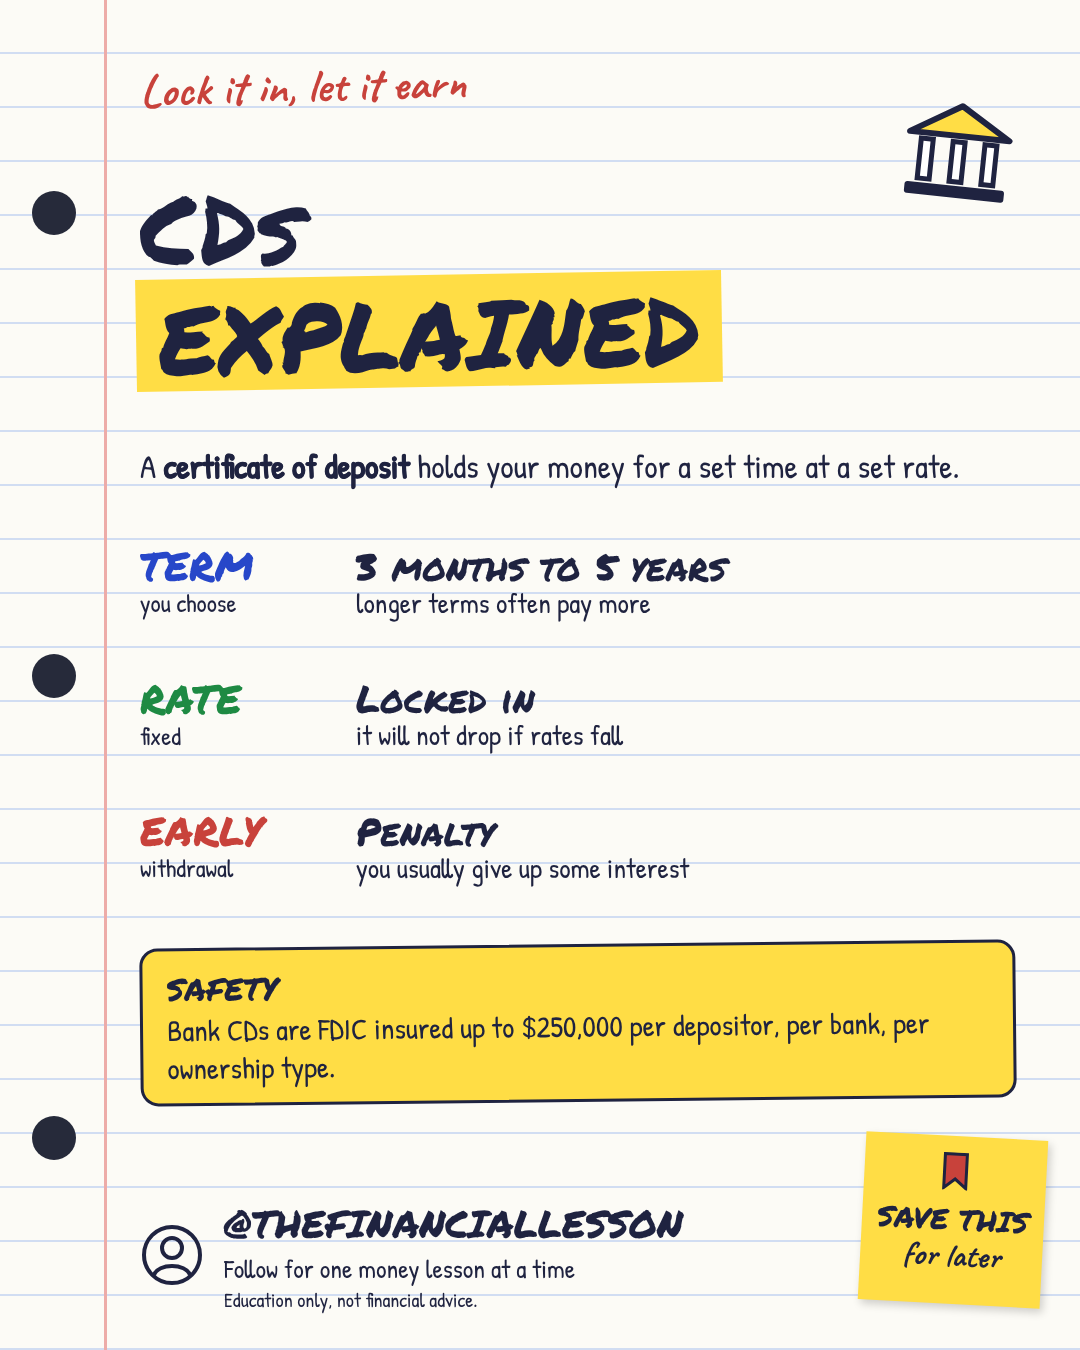 Lock it in, let it earn
CDs
EXPLAINED
A certificate of deposit holds your money for a set time at a set rate.
TERM
you choose
3 MONTHS TO 5 YEARS
longer terms often pay more
RATE
fixed
LOCKED IN
it will not drop if rates fall
EARLY
withdrawal
PENALTY
you usually give up some interest
SAFETY
Bank CDs are FDIC insured up to $250,000 per depositor, per bank, per
ownership type.
@THEFINANCIALLESSON
Follow for one money lesson at a time
Education only, not financial advice.
SAVE THIS
for later